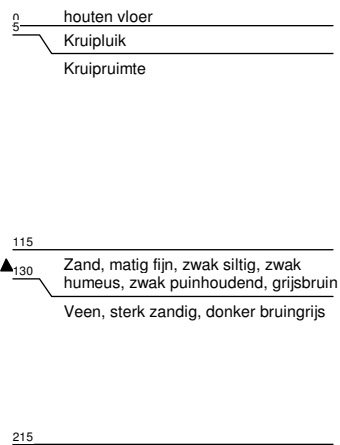 0 houten vloer
5
Kruipluik
Kruipruimte
115
130 Zand, matig fijn, zwak siltig, zwak
humeus, zwak puinhoudend, grijsbruin
Veen, sterk zandig, donker bruingrijs
215